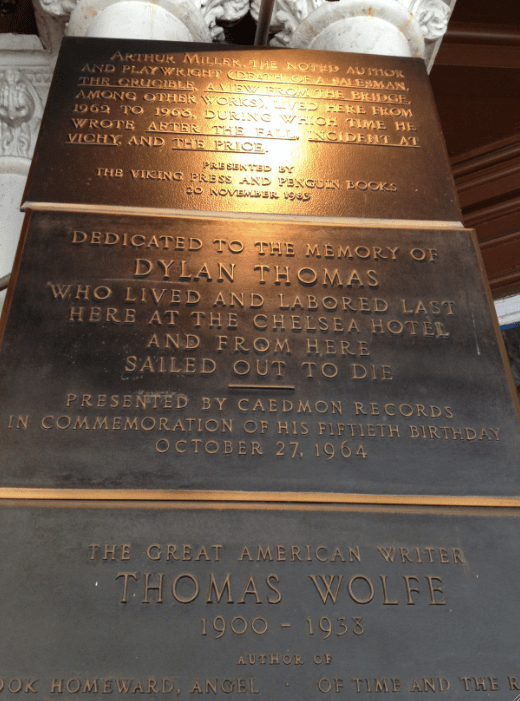 ARTHUR MILLER, THE NOTED AUTHOR
AND PLAYWRIGHT (DEATH OF A SALESMAN,
THE CRUCIBLE, A VIEW FROM THE BRIDGE,
AMONG OTHER WORKS), LIVED HERE FROM
1962 TO 1968, DURING WHICH TIME HE
WROTE AFTER THE FALL, INCIDENT AT
VICHY, AND THE PRICE.
PRESENTED BY
THE VIKING PRESS AND PENGUIN BOOKS
20 NOVEMBER 1985
DEDICATED TO THE MEMORY OF
DYLAN THOMAS
WHO LIVED AND LABORED LAST
HERE AT THE CHELSEA HOTEL
AND FROM HERE
SAILED OUT TO DIE
PRESENTED BY CAEDMON RECORDS
IN COMMEMORATION OF HIS FIFTIETH BIRTHDAY
OCTOBER 27, 1964
THE GREAT AMERICAN WRITER
THOMAS WOLFE
1900 - 1938
AUTHOR OF
OOK HOMEWARD, ANGEL · OF TIME AND THE R